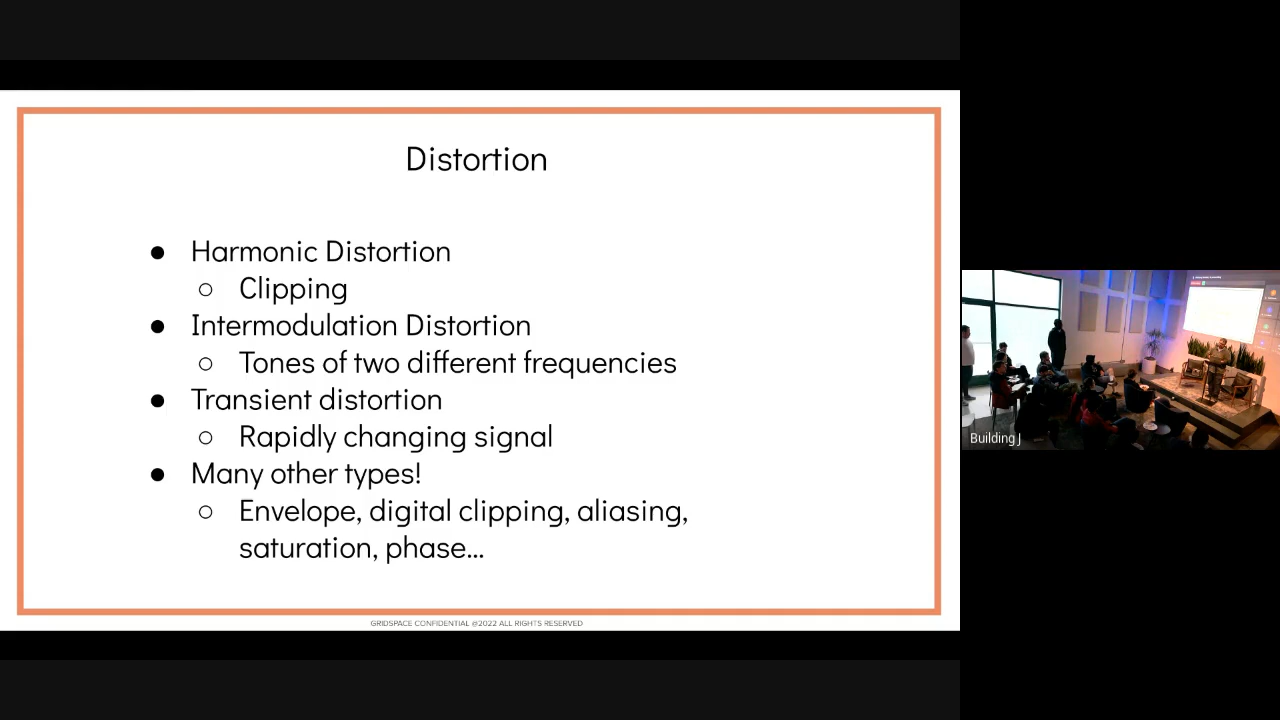 Distortion
● Harmonic Distortion
○ Clipping
● Intermodulation Distortion
○ Tones of two different frequencies
● Transient distortion
○ Rapidly changing signal
● Many other types!
○ Envelope, digital clipping, aliasing,
saturation, phase...
GRIDSPACE CONFIDENTIAL @2022 ALL RIGHTS RESERVED
Building J